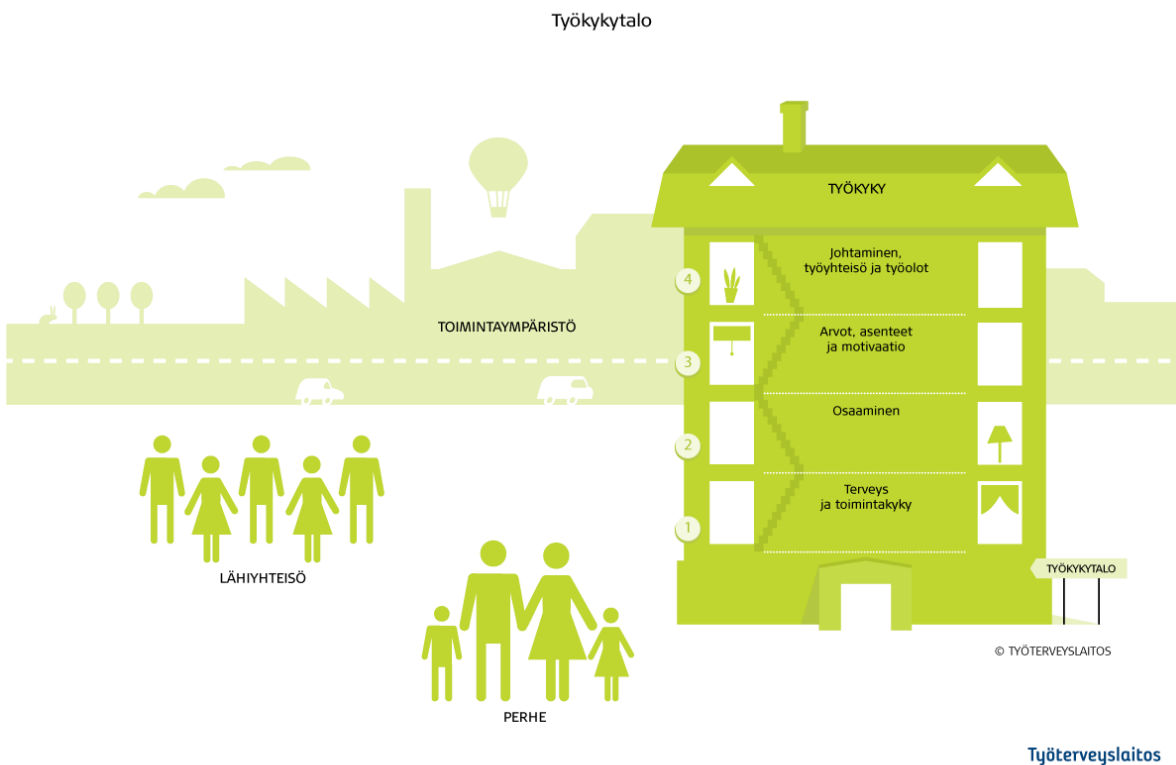 Työkykytalo
TYÖKYKY
4
Johtaminen,
työyhteisö ja työolot
TOIMINTAYMPÄRISTÖ
3
Arvot, asenteet
ja motivaatio
2
Osaaminen
1
Terveys
ja toimintakyky
LÄHIYHTEISÖ
TYÖKYKYTALO
© TYÖTERVEYSLAITOS
PERHE
Työterveyslaitos